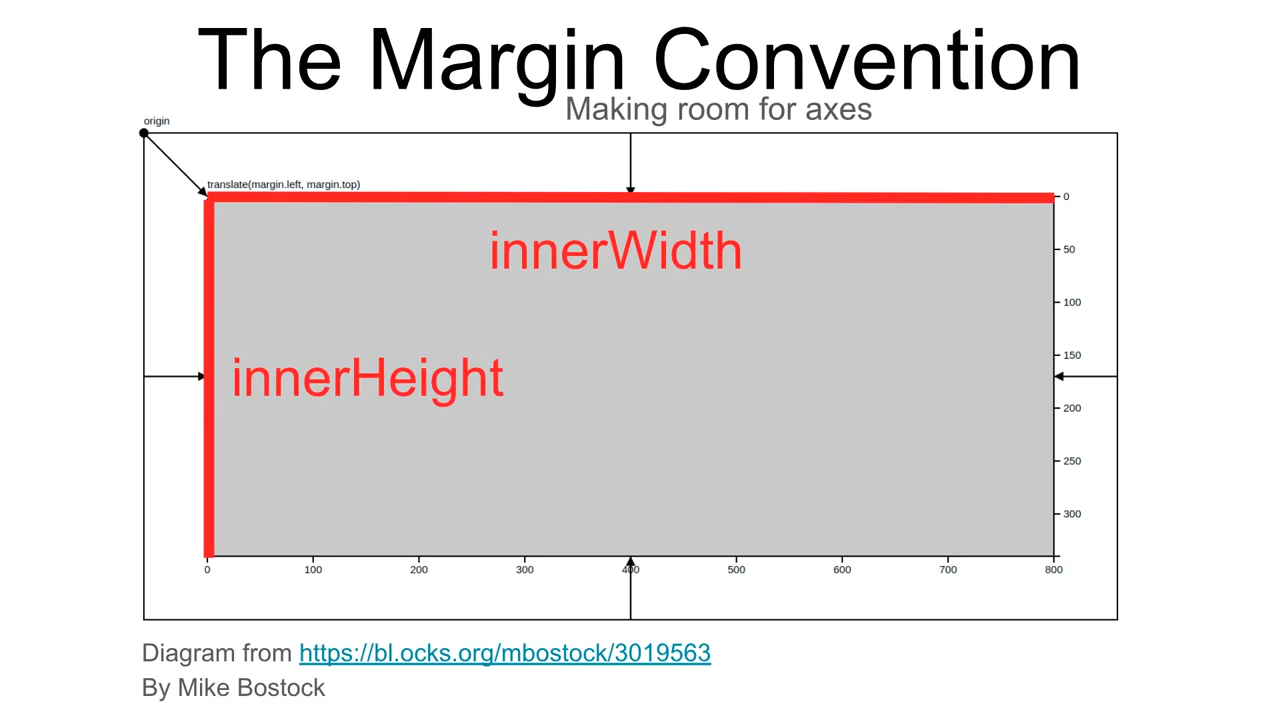 The Margin Convention
Making room for axes
origin
translate(margin.left, margin.top)
0
innerWidth
50
100
150
innerHeight
200
250
300
0 100 200 300 400 500 600 700 800
Diagram from https://bl.ocks.org/mbostock/3019563
By Mike Bostock